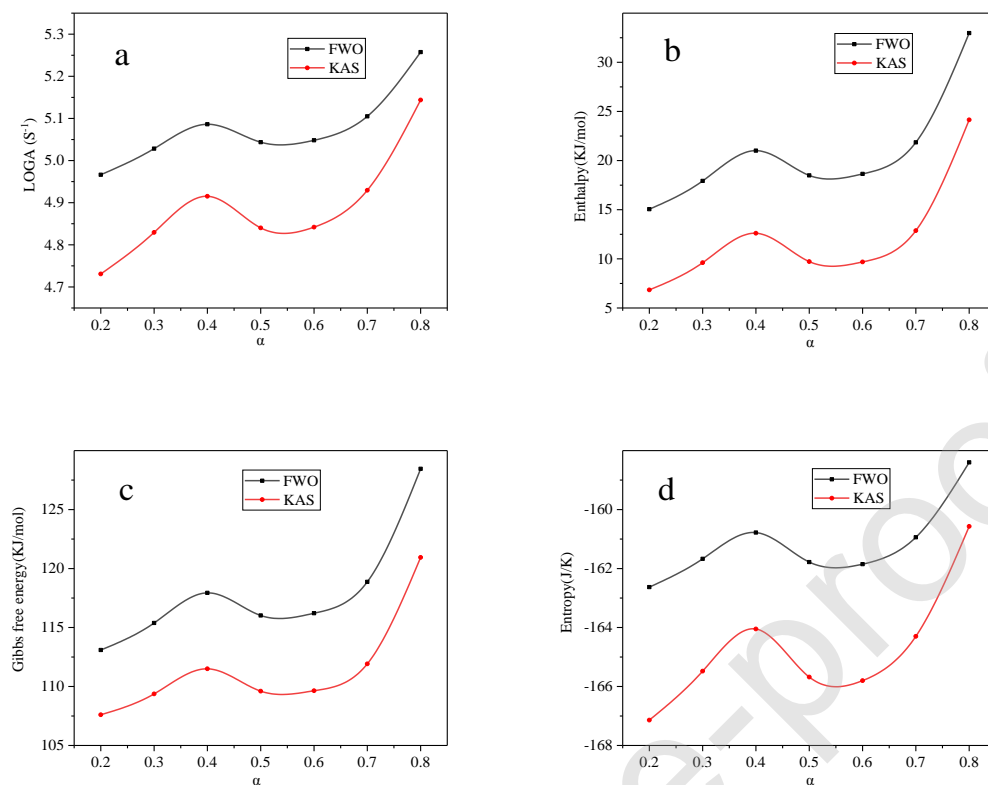 a
FWO
KAS
5.3
5.2
5.1
5.0
4.9
4.8
4.7
LOGA (S⁻¹)
0.2 0.3 0.4 0.5 0.6 0.7 0.8
α
b
FWO
KAS
30
25
20
15
10
5
Enthalpy(KJ/mol)
0.2 0.3 0.4 0.5 0.6 0.7 0.8
α
c
FWO
KAS
125
120
115
110
105
Gibbs free energy(KJ/mol)
0.2 0.3 0.4 0.5 0.6 0.7 0.8
α
d
FWO
KAS
-160
-162
-164
-166
-168
Entropy(J/K)
0.2 0.3 0.4 0.5 0.6 0.7 0.8
α
e-proo